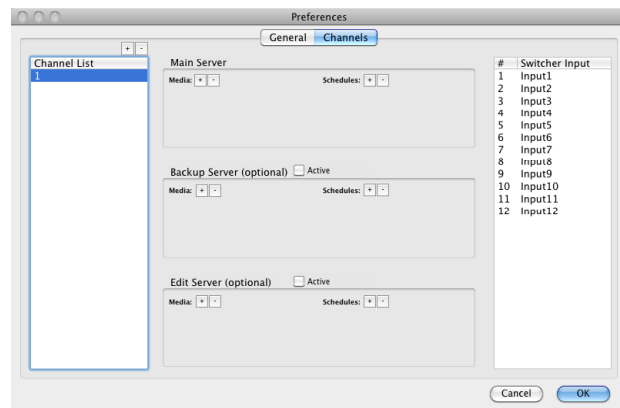 Preferences
General Channels
+ -
Channel List
1
Main Server
Media: + - Schedules: + -
Backup Server (optional) Active
Media: + - Schedules: + -
Edit Server (optional) Active
Media: + - Schedules: + -
# Switcher Input
1 Input1
2 Input2
3 Input3
4 Input4
5 Input5
6 Input6
7 Input7
8 Input8
9 Input9
10 Input10
11 Input11
12 Input12
Cancel OK